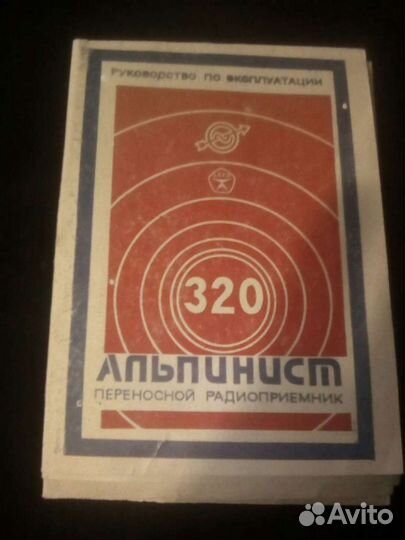 Руководство по эксплуатации
320
Альпинист
ПЕРЕНОСНОЙ РАДИОПРИЕМНИК
Avito